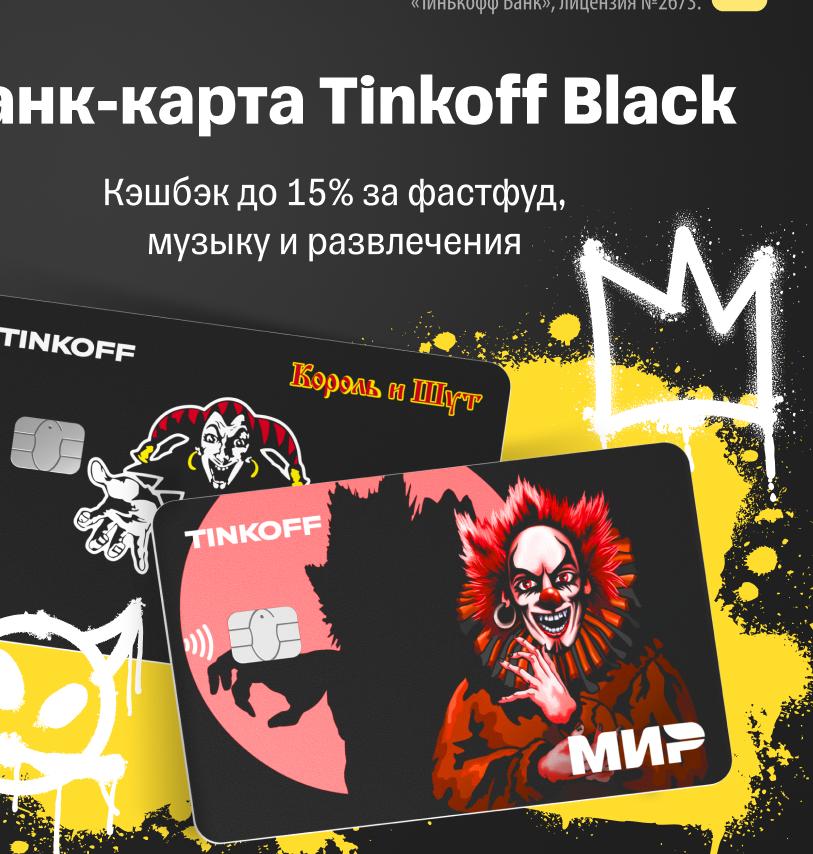 «Тинькофф Банк», лицензия №2673.
анк-карта Tinkoff Black
Кэшбэк до 15% за фастфуд,
музыку и развлечения
TINKOFF
Король и Шут
TINKOFF
МИР